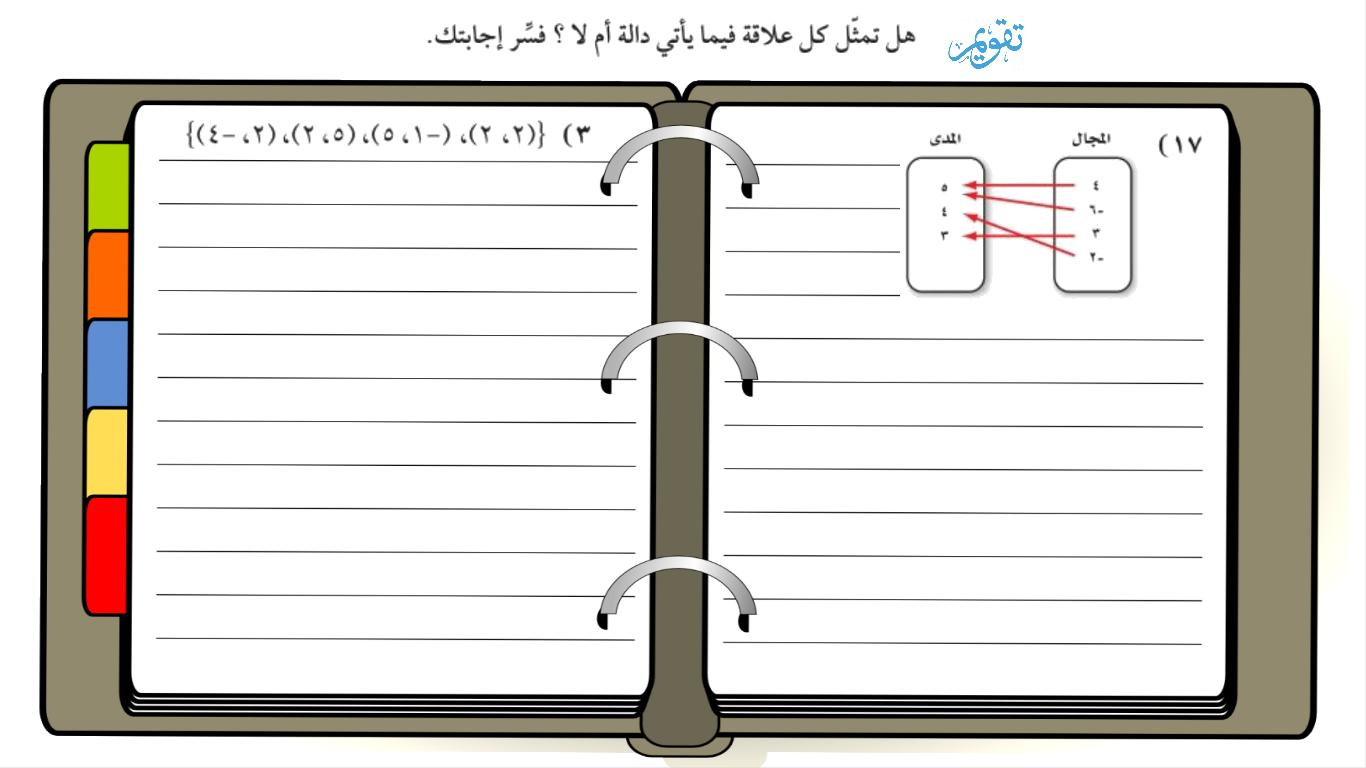 تقويم هل تمثّل كل علاقة فيما يأتي دالة أم لا ؟ فسِّر إجابتك.
١٧)
المجال المدى
٤ ٥
-٦ ٤
٣ ٣
-٢
٣) {(٢، ٢)، (-١، ٥)، (٥، ٢)، (٢، -٤)}